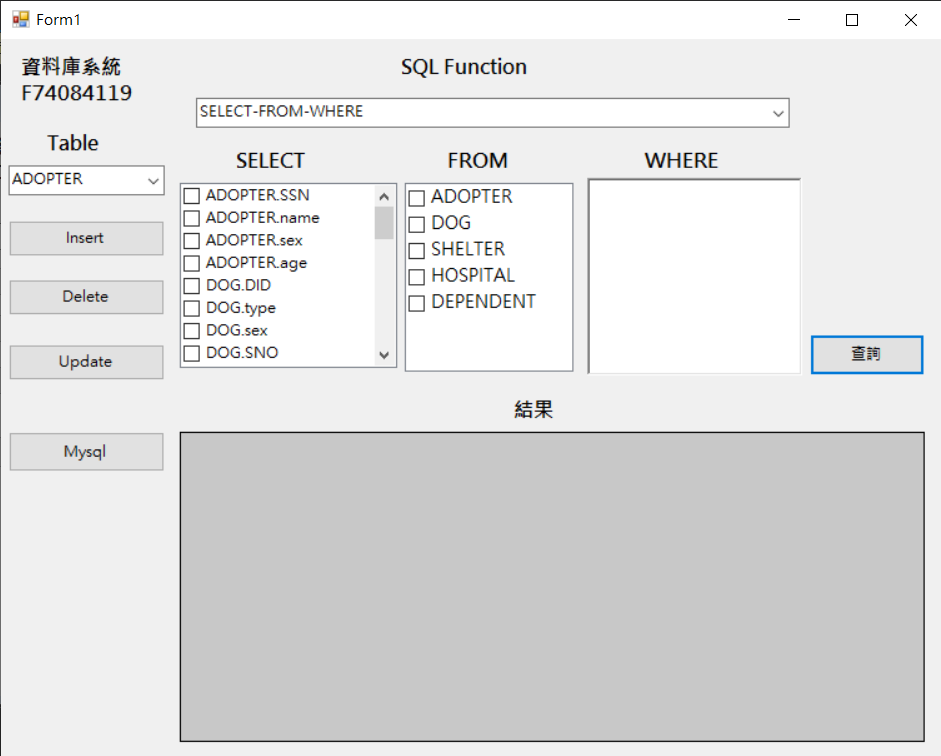 Form1
資料庫系統
F74084119
SQL Function
SELECT-FROM-WHERE
Table
ADOPTER
Insert
Delete
Update
Mysql
SELECT
ADOPTER.SSN
ADOPTER.name
ADOPTER.sex
ADOPTER.age
DOG.DID
DOG.type
DOG.sex
DOG.SNO
FROM
ADOPTER
DOG
SHELTER
HOSPITAL
DEPENDENT
WHERE
查詢
結果